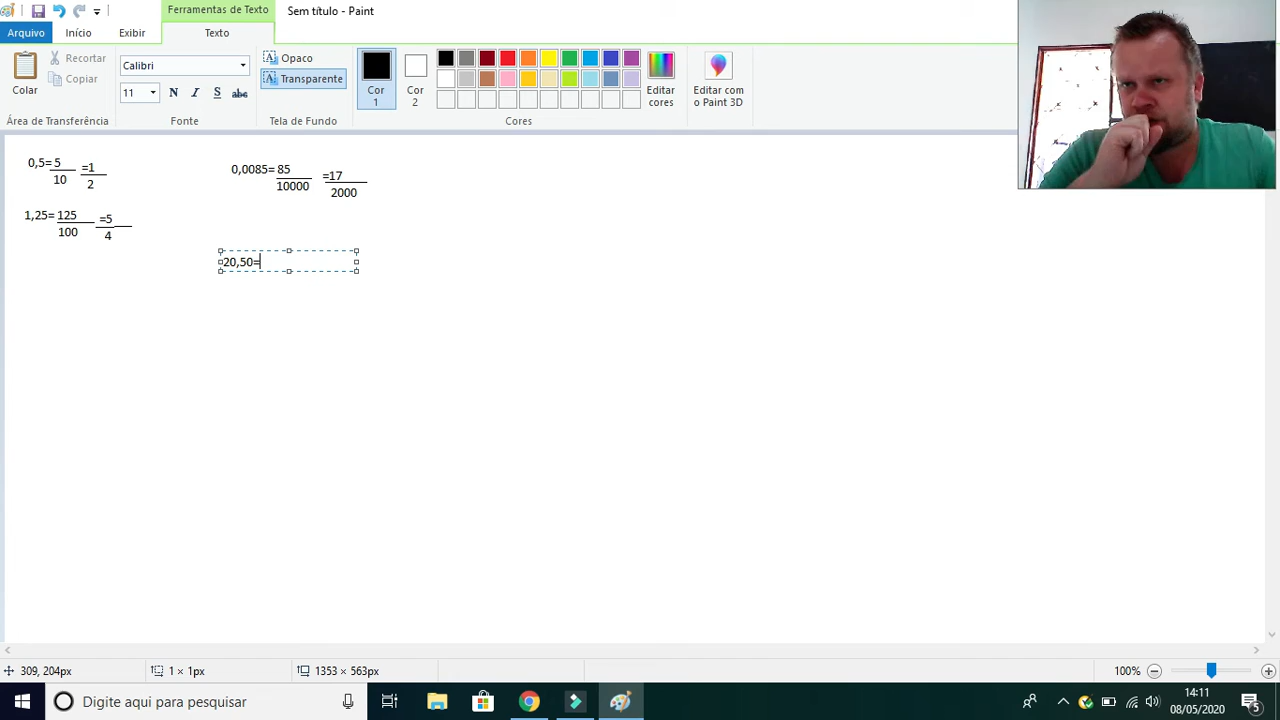 Ferramentas de Texto
Sem título - Paint
Arquivo
Início
Exibir
Texto
Colar
Recortar
Copiar
Área de Transferência
Calibri
11
N I S abc
Fonte
Opaco
Transparente
Tela de Fundo
Cor
1
Cor
2
Cores
Editar
cores
Editar com
o Paint 3D
0,5= 5
10
=1
2
1,25= 125
100
=5
4
0,0085= 85
10000
=17
2000
20,50=
309, 204px
1 × 1px
1353 × 563px
100%
Digite aqui para pesquisar
14:11
08/05/2020
5